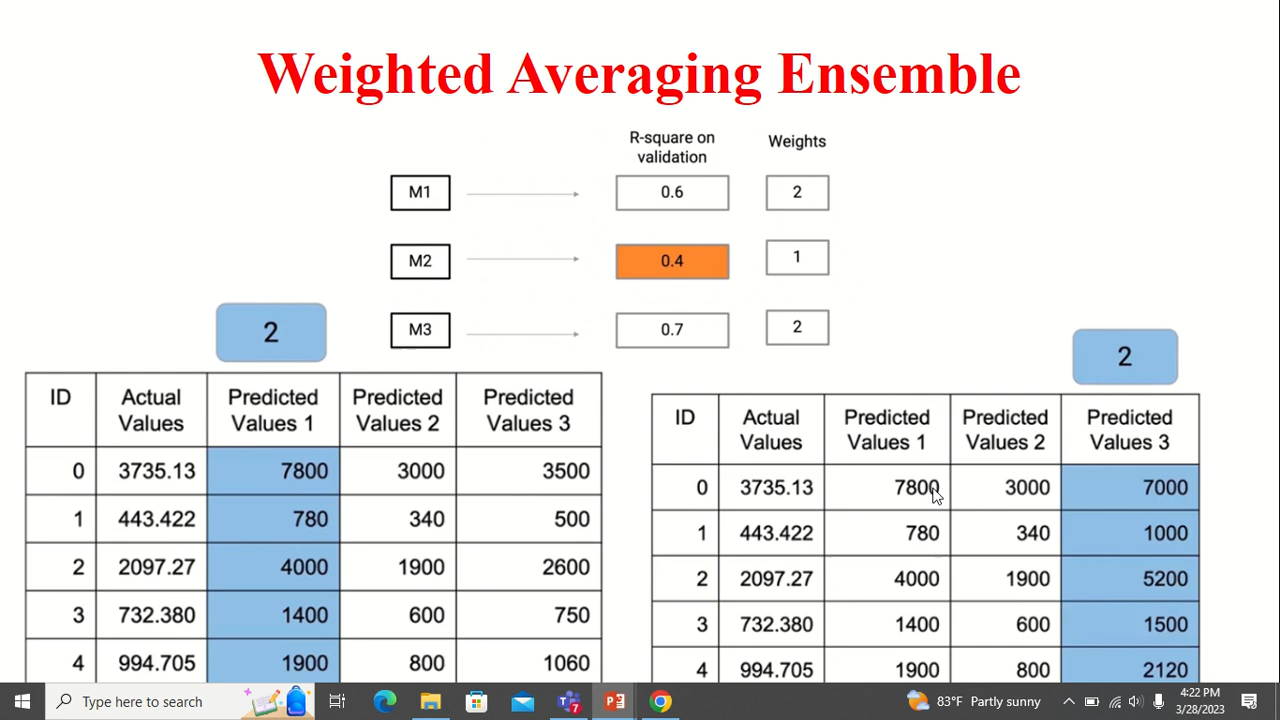 Weighted Averaging Ensemble
R-square on validation
Weights
M1 0.6 2
M2 0.4 1
M3 0.7 2
2
ID Actual Values Predicted Values 1 Predicted Values 2 Predicted Values 3
0 3735.13 7800 3000 3500
1 443.422 780 340 500
2 2097.27 4000 1900 2600
3 732.380 1400 600 750
4 994.705 1900 800 1060
2
ID Actual Values Predicted Values 1 Predicted Values 2 Predicted Values 3
0 3735.13 7800 3000 7000
1 443.422 780 340 1000
2 2097.27 4000 1900 5200
3 732.380 1400 600 1500
4 994.705 1900 800 2120
Type here to search
83°F Partly sunny
4:22 PM
3/28/2023